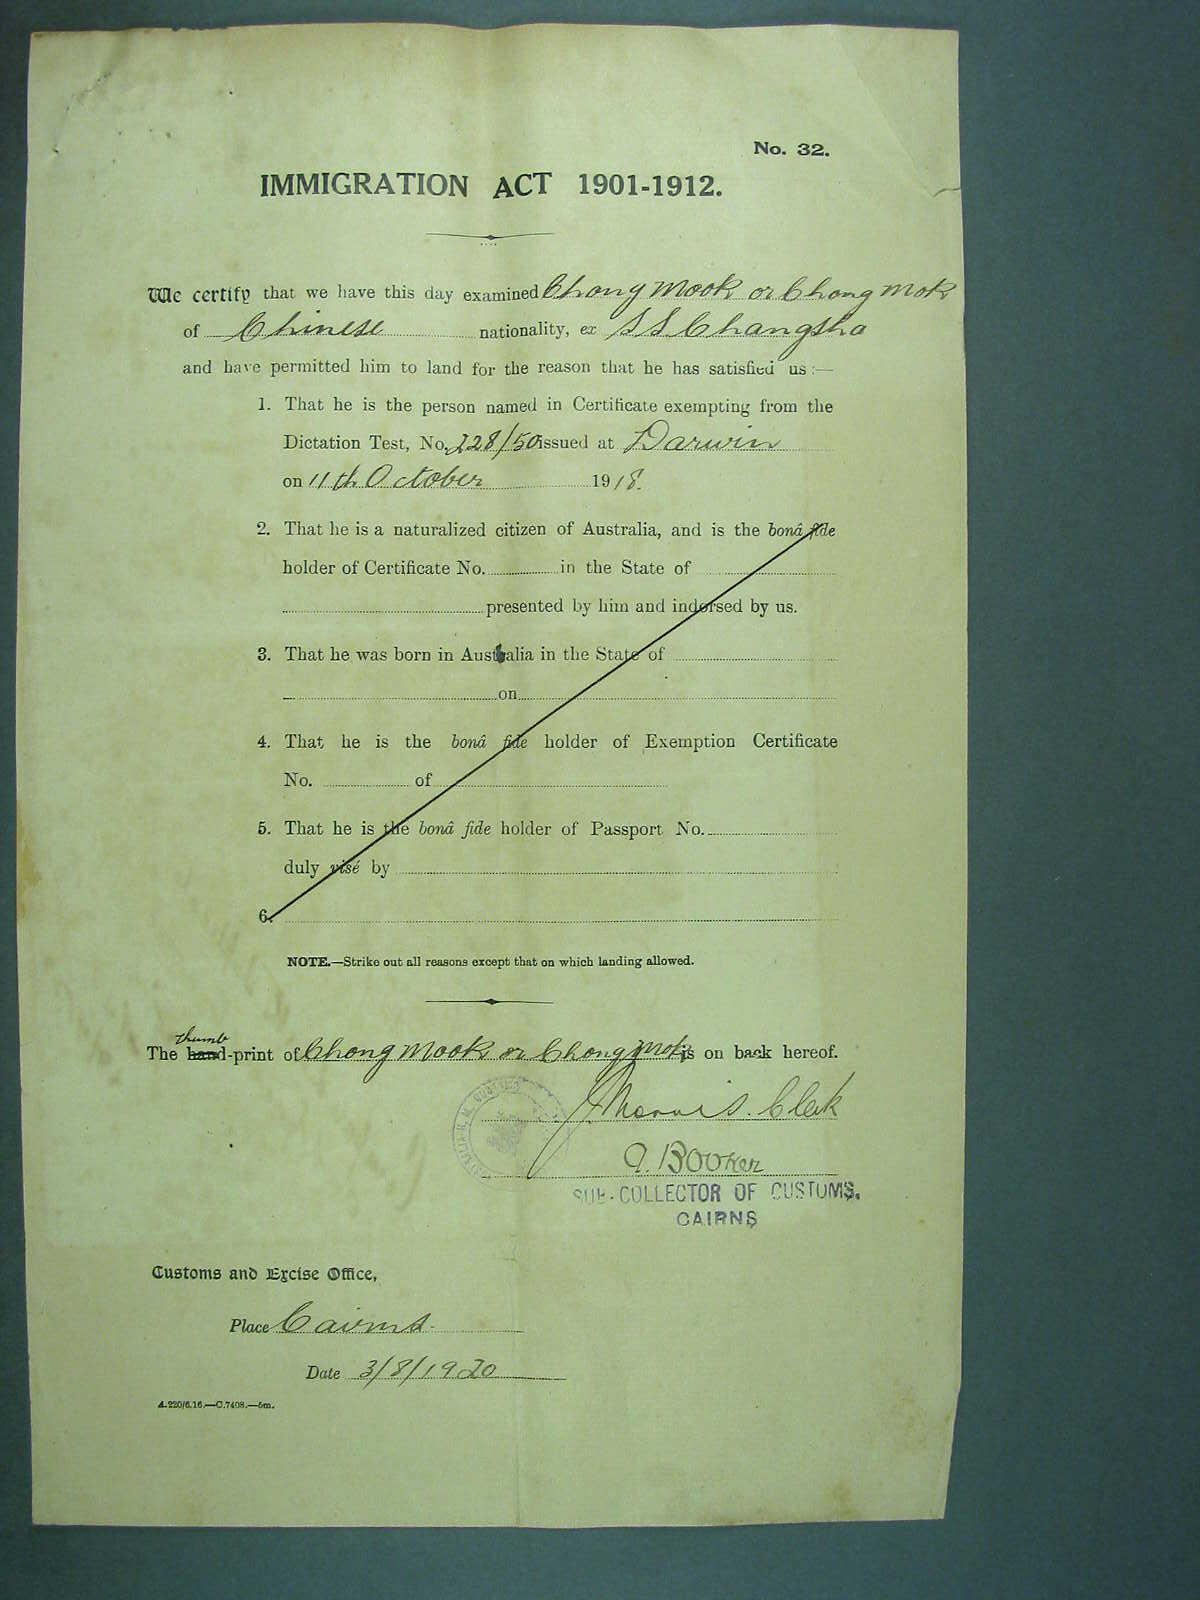 No. 32.
IMMIGRATION ACT 1901-1912.
We certify that we have this day examined Chong Mook or Chong Mok
of Chinese nationality, ex SS Changsha
and have permitted him to land for the reason that he has satisfied us :—
1. That he is the person named in Certificate exempting from the
Dictation Test, No. 228/50 issued at Darwin
on 11th October 1918.
2. That he is a naturalized citizen of Australia, and is the bonâ fide
holder of Certificate No. in the State of
presented by him and indorsed by us.
3. That he was born in Australia in the State of
on
4. That he is the bonâ fide holder of Exemption Certificate
No. of
5. That he is the bonâ fide holder of Passport No.
duly visé by
6.
NOTE.—Strike out all reasons except that on which landing allowed.
thumb
The hand-print of Chong Mook or Chong Mok is on back hereof.
Morris. Clerk
A. Booker
SUB-COLLECTOR OF CUSTOMS.
CAIRNS
Customs and Excise Office,
Place Cairns.
Date 3/8/1920
A.220/6.16.—C.7408.—5m.